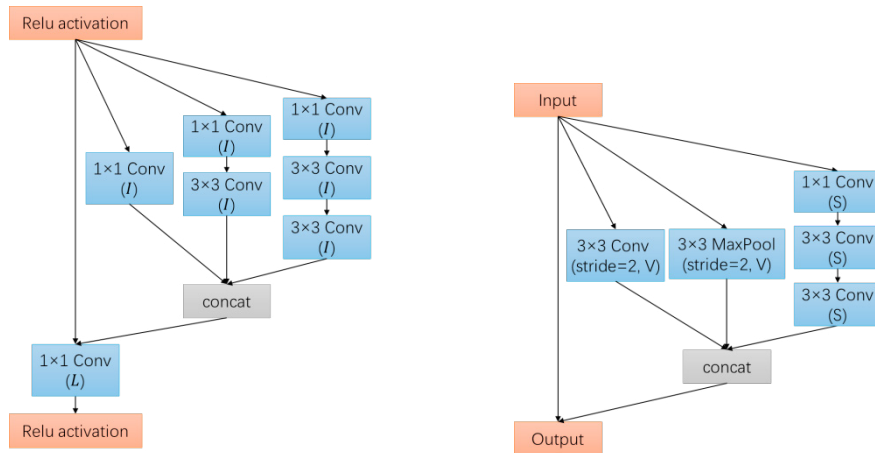 Relu activation
1×1 Conv
(I)
1×1 Conv
(I)
3×3 Conv
(I)
1×1 Conv
(I)
3×3 Conv
(I)
3×3 Conv
(I)
concat
1×1 Conv
(L)
Relu activation
Input
3×3 Conv
(stride=2, V)
3×3 MaxPool
(stride=2, V)
1×1 Conv
(S)
3×3 Conv
(S)
3×3 Conv
(S)
concat
Output